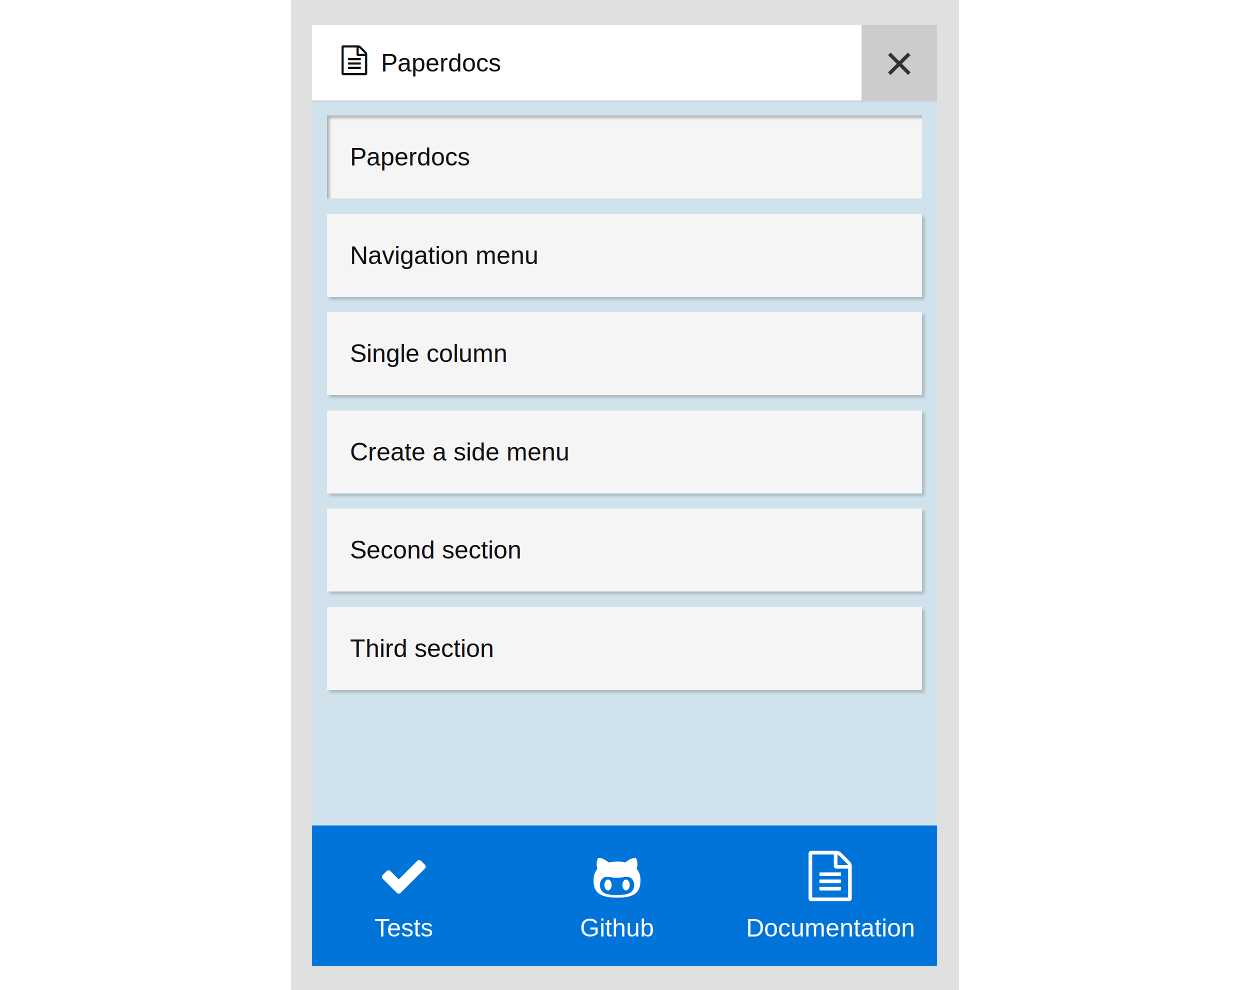 Paperdocs
Paperdocs
Navigation menu
Single column
Create a side menu
Second section
Third section
Tests
Github
Documentation